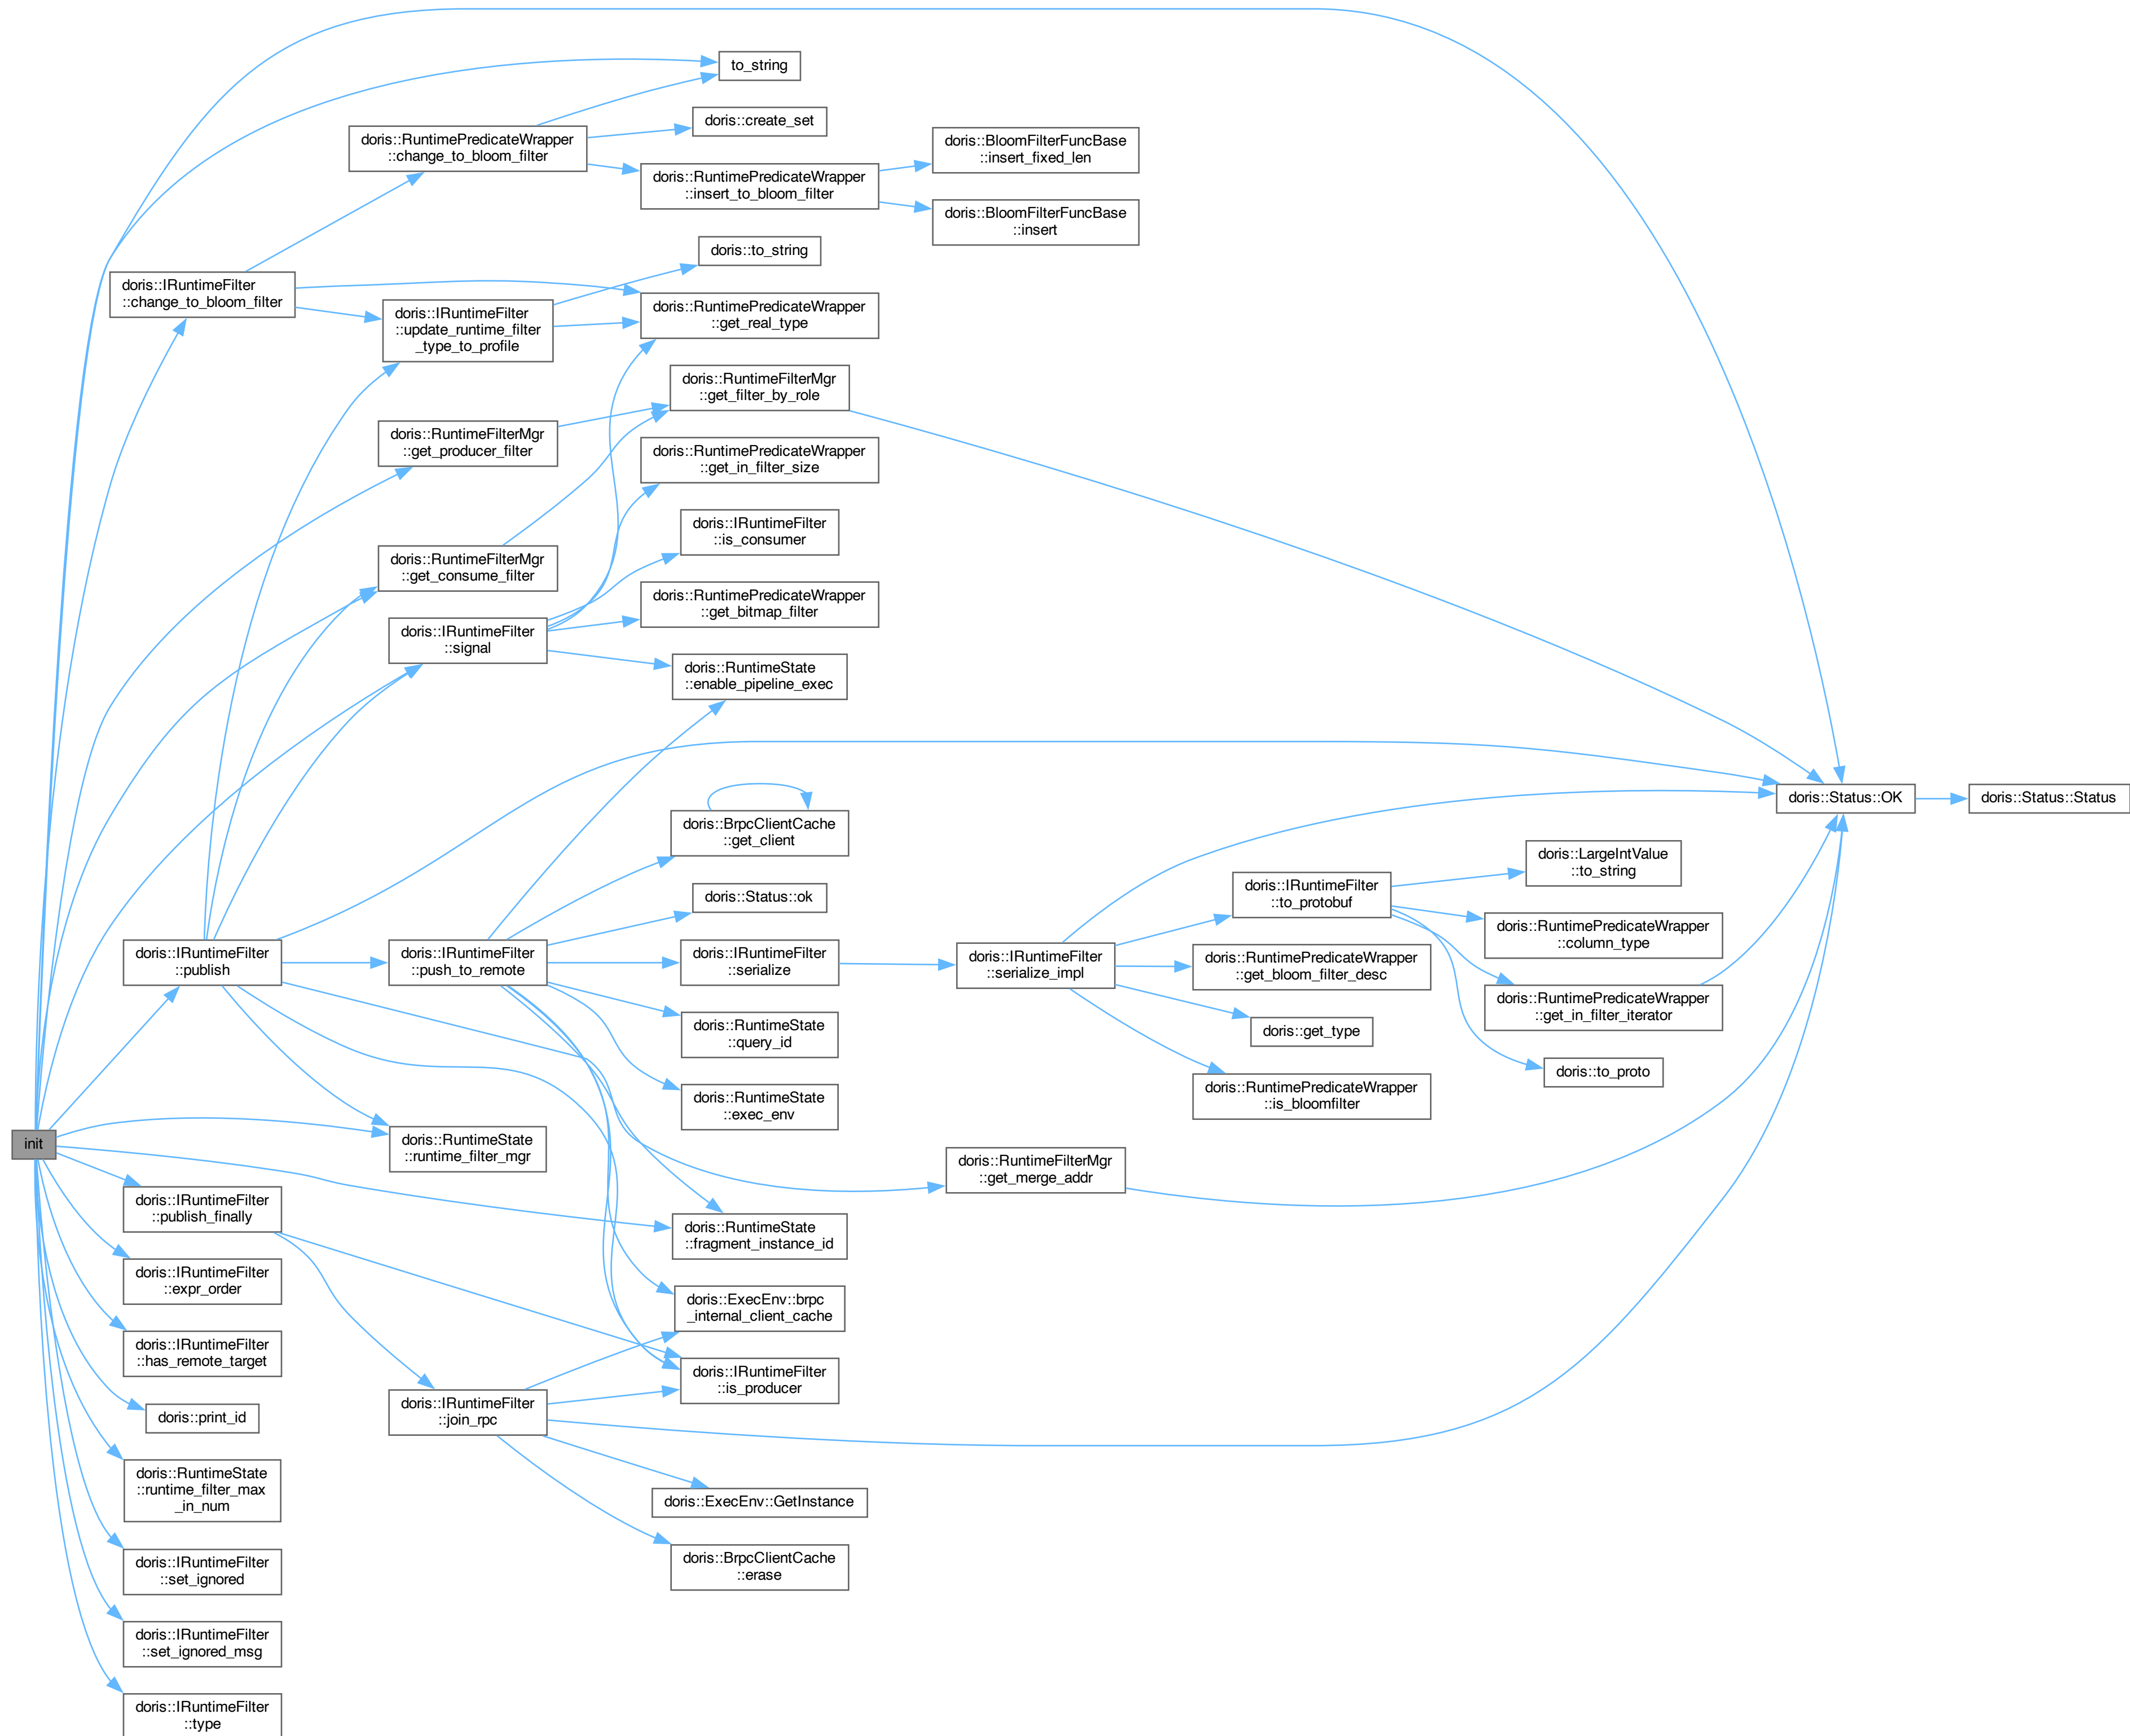 to_string
doris::create_set
doris::RuntimePredicateWrapper
::change_to_bloom_filter
doris::BloomFilterFuncBase
::insert_fixed_len
doris::RuntimePredicateWrapper
::insert_to_bloom_filter
doris::BloomFilterFuncBase
::insert
doris::to_string
doris::IRuntimeFilter
::change_to_bloom_filter
doris::IRuntimeFilter
::update_runtime_filter
_type_to_profile
doris::RuntimePredicateWrapper
::get_real_type
doris::RuntimeFilterMgr
::get_filter_by_role
doris::RuntimeFilterMgr
::get_producer_filter
doris::RuntimePredicateWrapper
::get_in_filter_size
doris::IRuntimeFilter
::is_consumer
doris::RuntimeFilterMgr
::get_consume_filter
doris::RuntimePredicateWrapper
::get_bitmap_filter
doris::IRuntimeFilter
::signal
doris::RuntimeState
::enable_pipeline_exec
doris::Status::OK
doris::Status::Status
doris::BrpcClientCache
::get_client
doris::LargeIntValue
::to_string
doris::Status::ok
doris::IRuntimeFilter
::to_protobuf
doris::RuntimePredicateWrapper
::column_type
doris::IRuntimeFilter
::publish
doris::IRuntimeFilter
::push_to_remote
doris::IRuntimeFilter
::serialize
doris::IRuntimeFilter
::serialize_impl
doris::RuntimePredicateWrapper
::get_bloom_filter_desc
doris::RuntimePredicateWrapper
::get_in_filter_iterator
doris::RuntimeState
::query_id
doris::get_type
doris::to_proto
doris::RuntimeState
::exec_env
doris::RuntimePredicateWrapper
::is_bloomfilter
init
doris::RuntimeState
::runtime_filter_mgr
doris::RuntimeFilterMgr
::get_merge_addr
doris::IRuntimeFilter
::publish_finally
doris::RuntimeState
::fragment_instance_id
doris::IRuntimeFilter
::expr_order
doris::ExecEnv::brpc
_internal_client_cache
doris::IRuntimeFilter
::has_remote_target
doris::IRuntimeFilter
::is_producer
doris::print_id
doris::IRuntimeFilter
::join_rpc
doris::RuntimeState
::runtime_filter_max
_in_num
doris::ExecEnv::GetInstance
doris::IRuntimeFilter
::set_ignored
doris::BrpcClientCache
::erase
doris::IRuntimeFilter
::set_ignored_msg
doris::IRuntimeFilter
::type